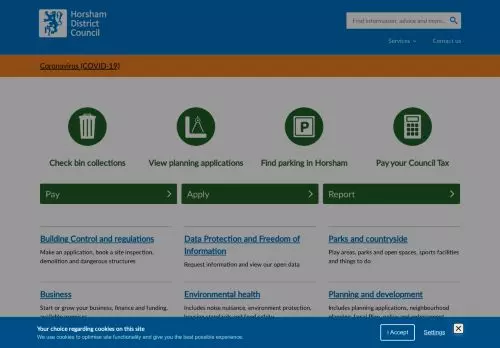 Horsham
District
Council
Find information, advice and more...
Services
Contact us
Coronavirus (COVID-19)
Check bin collections
View planning applications
Find parking in Horsham
Pay your Council Tax
Pay
Apply
Report
Building Control and regulations
Make an application, book a site inspection,
demolition and dangerous structures
Data Protection and Freedom of
Information
Request information and view our open data
Parks and countryside
Play areas, parks and open spaces, sports facilities
and things to do
Business
Start or grow your business, finance and funding,
Environmental health
Includes noise nuisance, environment protection,
Planning and development
Includes planning applications, neighbourhood
Your choice regarding cookies on this site
We use cookies to optimise site functionality and give you the best possible experience.
I Accept
Settings